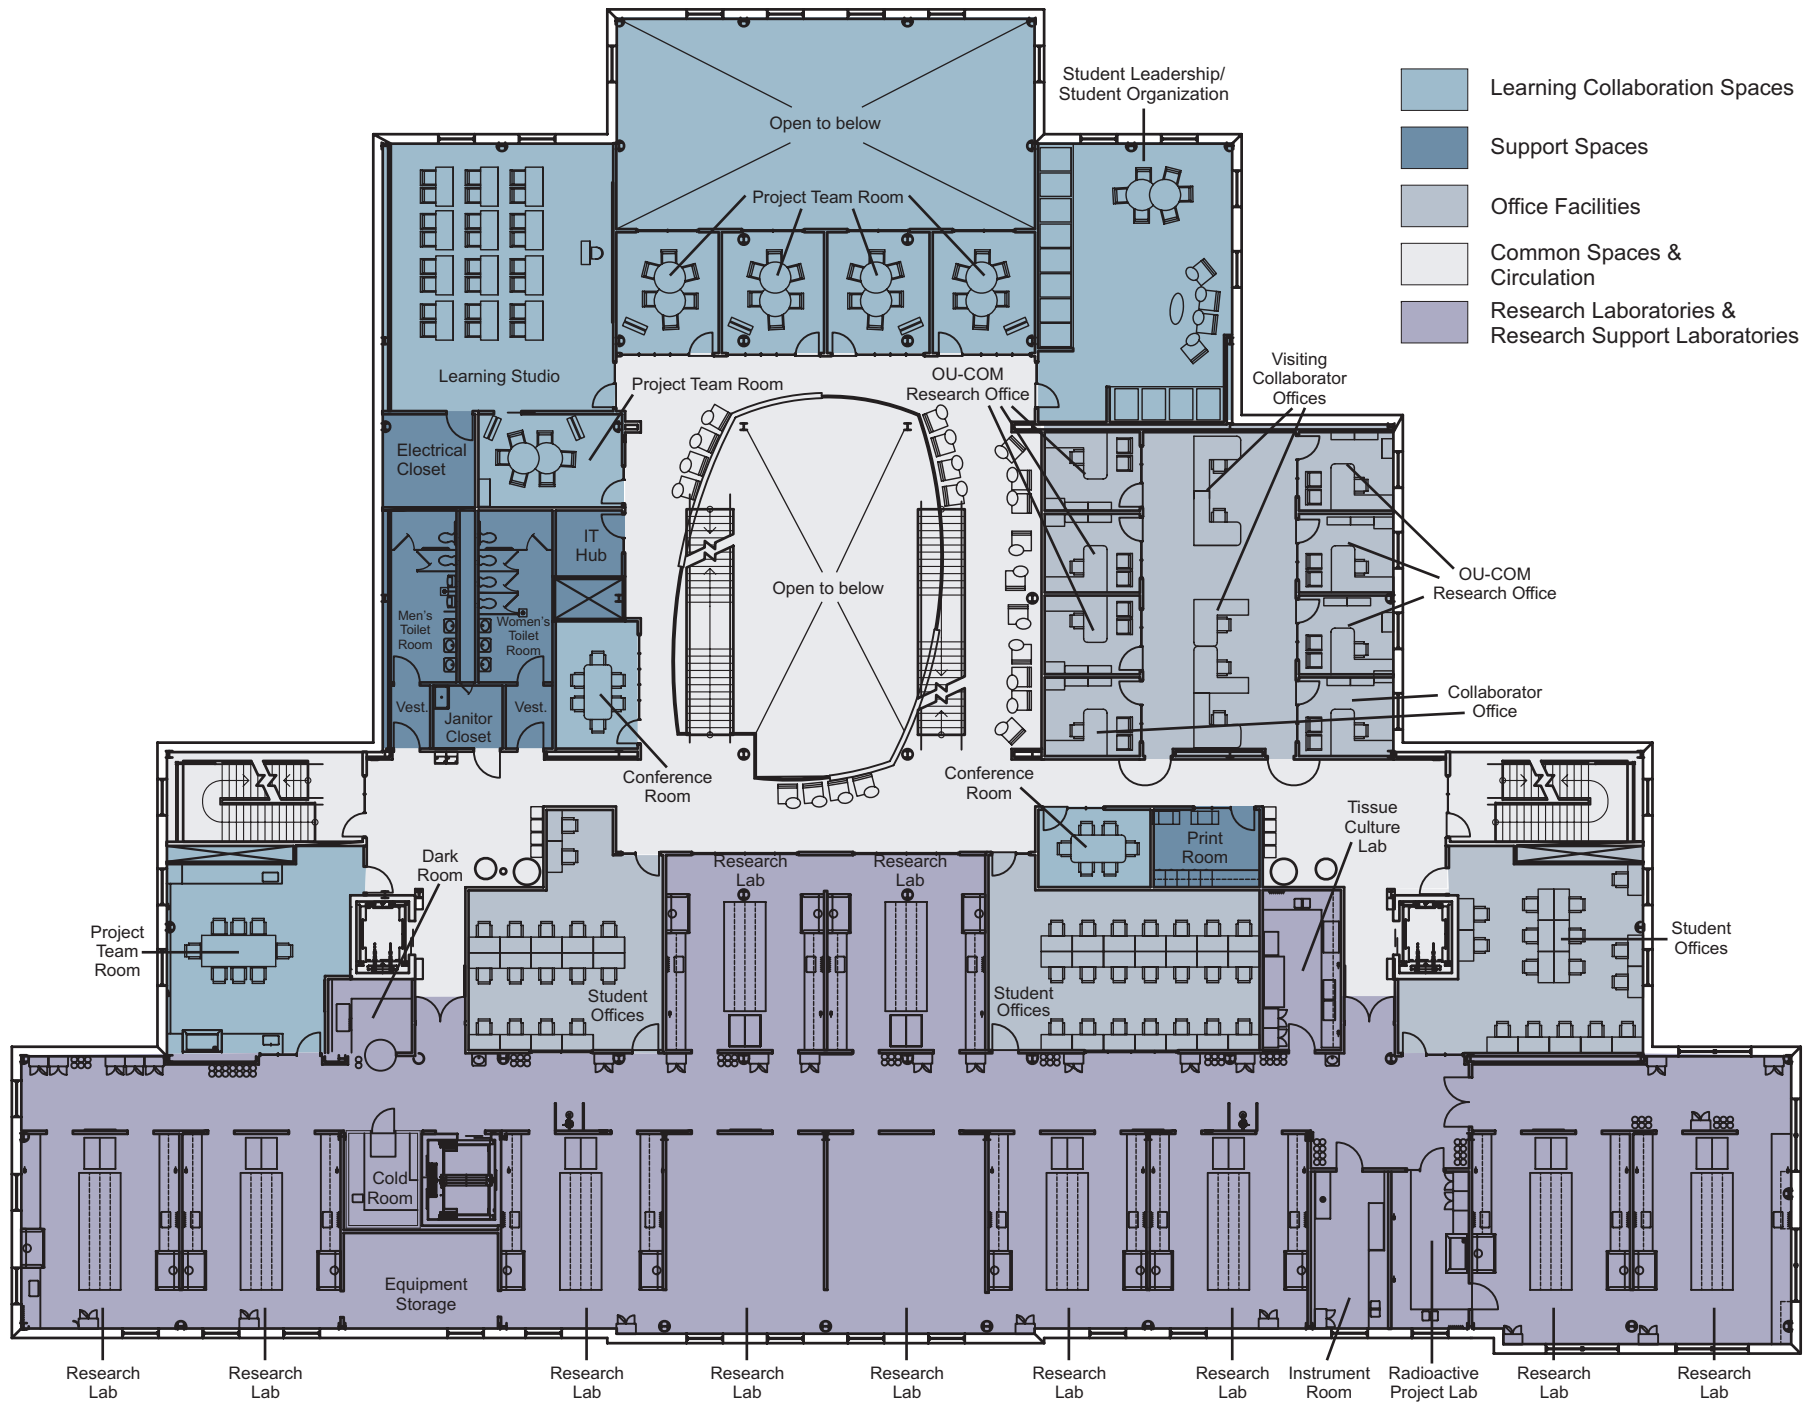 Student Leadership/
Student Organization
Open to below
Project Team Room
Learning Collaboration Spaces
Support Spaces
Office Facilities
Common Spaces &
Circulation
Research Laboratories &
Research Support Laboratories
Learning Studio
Project Team Room
OU-COM
Research Office
Visiting
Collaborator
Offices
Electrical
Closet
IT
Hub
Open to below
OU-COM
Research Office
Men's
Toilet
Room
Women's
Toilet
Room
Vest.
Janitor
Closet
Vest.
Collaborator
Office
Conference
Room
Conference
Room
Tissue
Culture
Lab
Print
Room
Dark
Room
Research
Lab
Research
Lab
Project
Team
Room
Student
Offices
Student
Offices
Student
Offices
Cold
Room
Equipment
Storage
Research
Lab
Research
Lab
Research
Lab
Research
Lab
Research
Lab
Research
Lab
Research
Lab
Instrument
Room
Radioactive
Project Lab
Research
Lab
Research
Lab